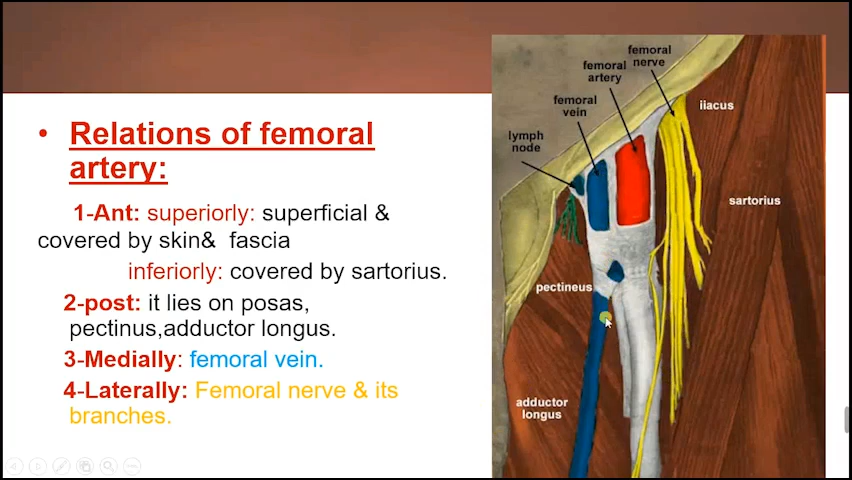 • Relations of femoral
artery:
1-Ant: superiorly: superficial &
covered by skin& fascia
inferiorly: covered by sartorius.
2-post: it lies on posas,
pectinus,adductor longus.
3-Medially: femoral vein.
4-Laterally: Femoral nerve & its
branches.
femoral
nerve
femoral
artery
femoral
vein
lymph
node
iiacus
sartorius
pectineus
adductor
longus